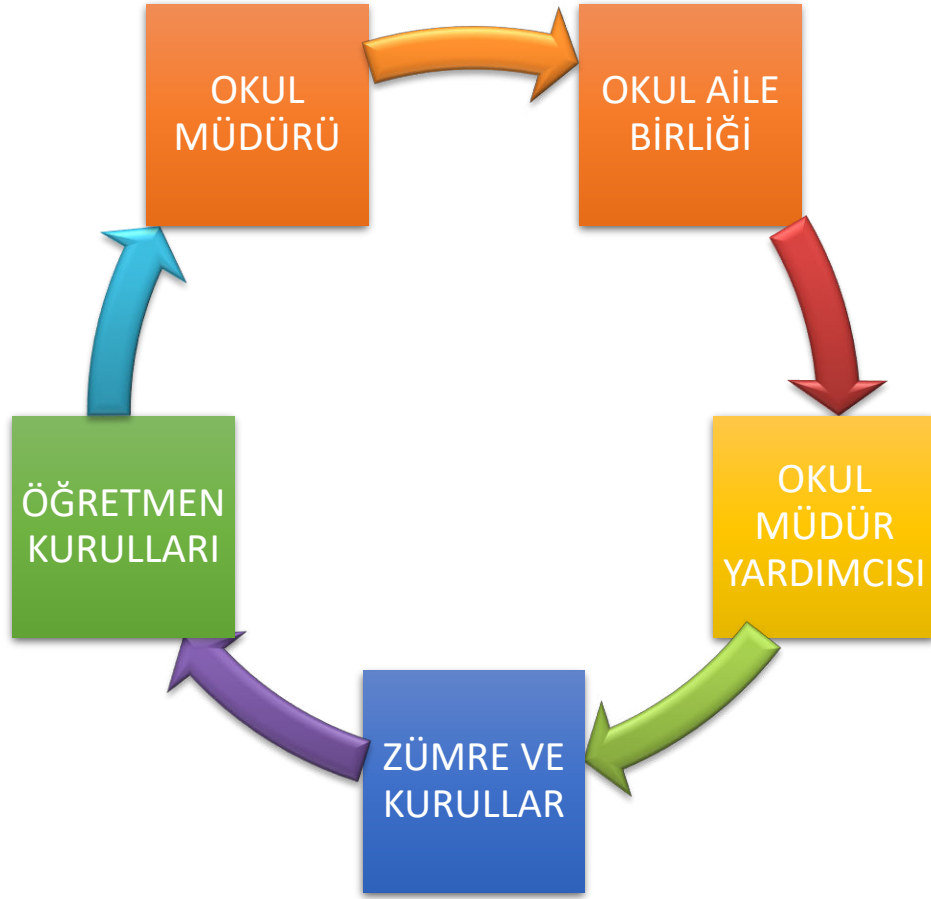 OKUL
MÜDÜRÜ
OKUL AİLE
BİRLİĞİ
OKUL
MÜDÜR
YARDIMCISI
ZÜMRE VE
KURULLAR
ÖĞRETMEN
KURULLARI